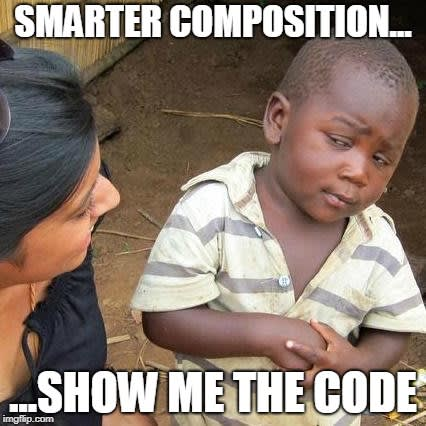 SMARTER COMPOSITION...
...SHOW ME THE CODE
imgflip.com